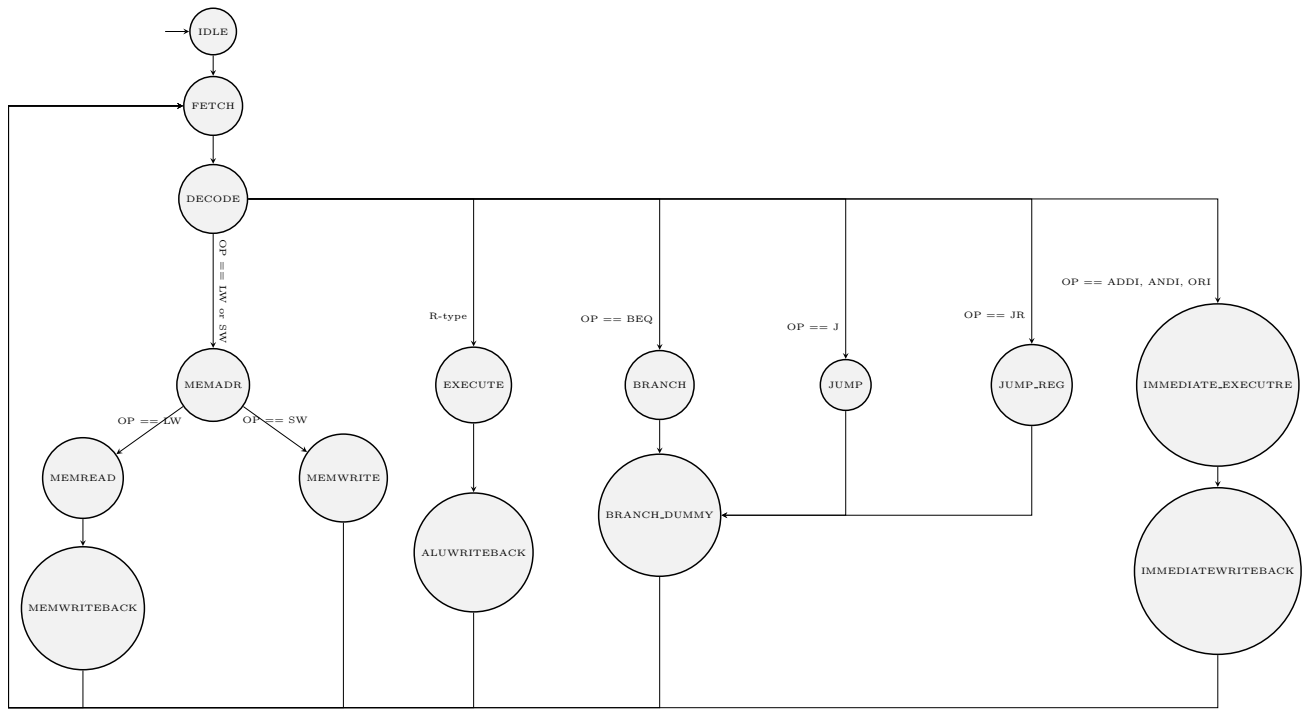 IDLE
FETCH
DECODE
OP == LW or SW
OP == ADDI, ANDI, ORI
R-type
OP == BEQ
OP == J
OP == JR
MEMADR
EXECUTE
BRANCH
JUMP
JUMP_REG
IMMEDIATE_EXECUTRE
OP == LW
OP == SW
MEMREAD
MEMWRITE
BRANCH_DUMMY
ALUWRITEBACK
IMMEDIATEWRITEBACK
MEMWRITEBACK